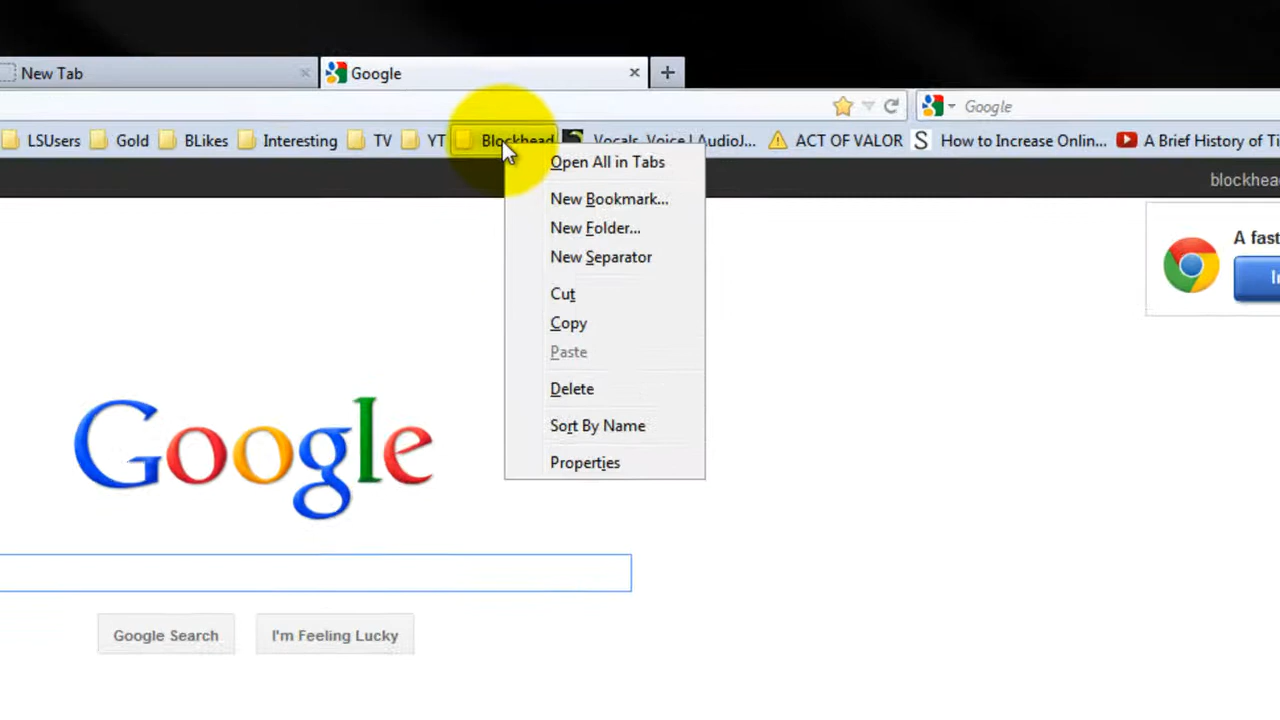 New Tab
Google
Google
LSUsers
Gold
BLikes
Interesting
TV
YT
Blockhead
Vocals, Voice | AudioJ...
ACT OF VALOR
How to Increase Onlin...
A Brief History of Ti
blockhea
Open All in Tabs
New Bookmark...
New Folder...
New Separator
Cut
Copy
Paste
Delete
Sort By Name
Properties
A fast
In
Google
Google Search
I'm Feeling Lucky